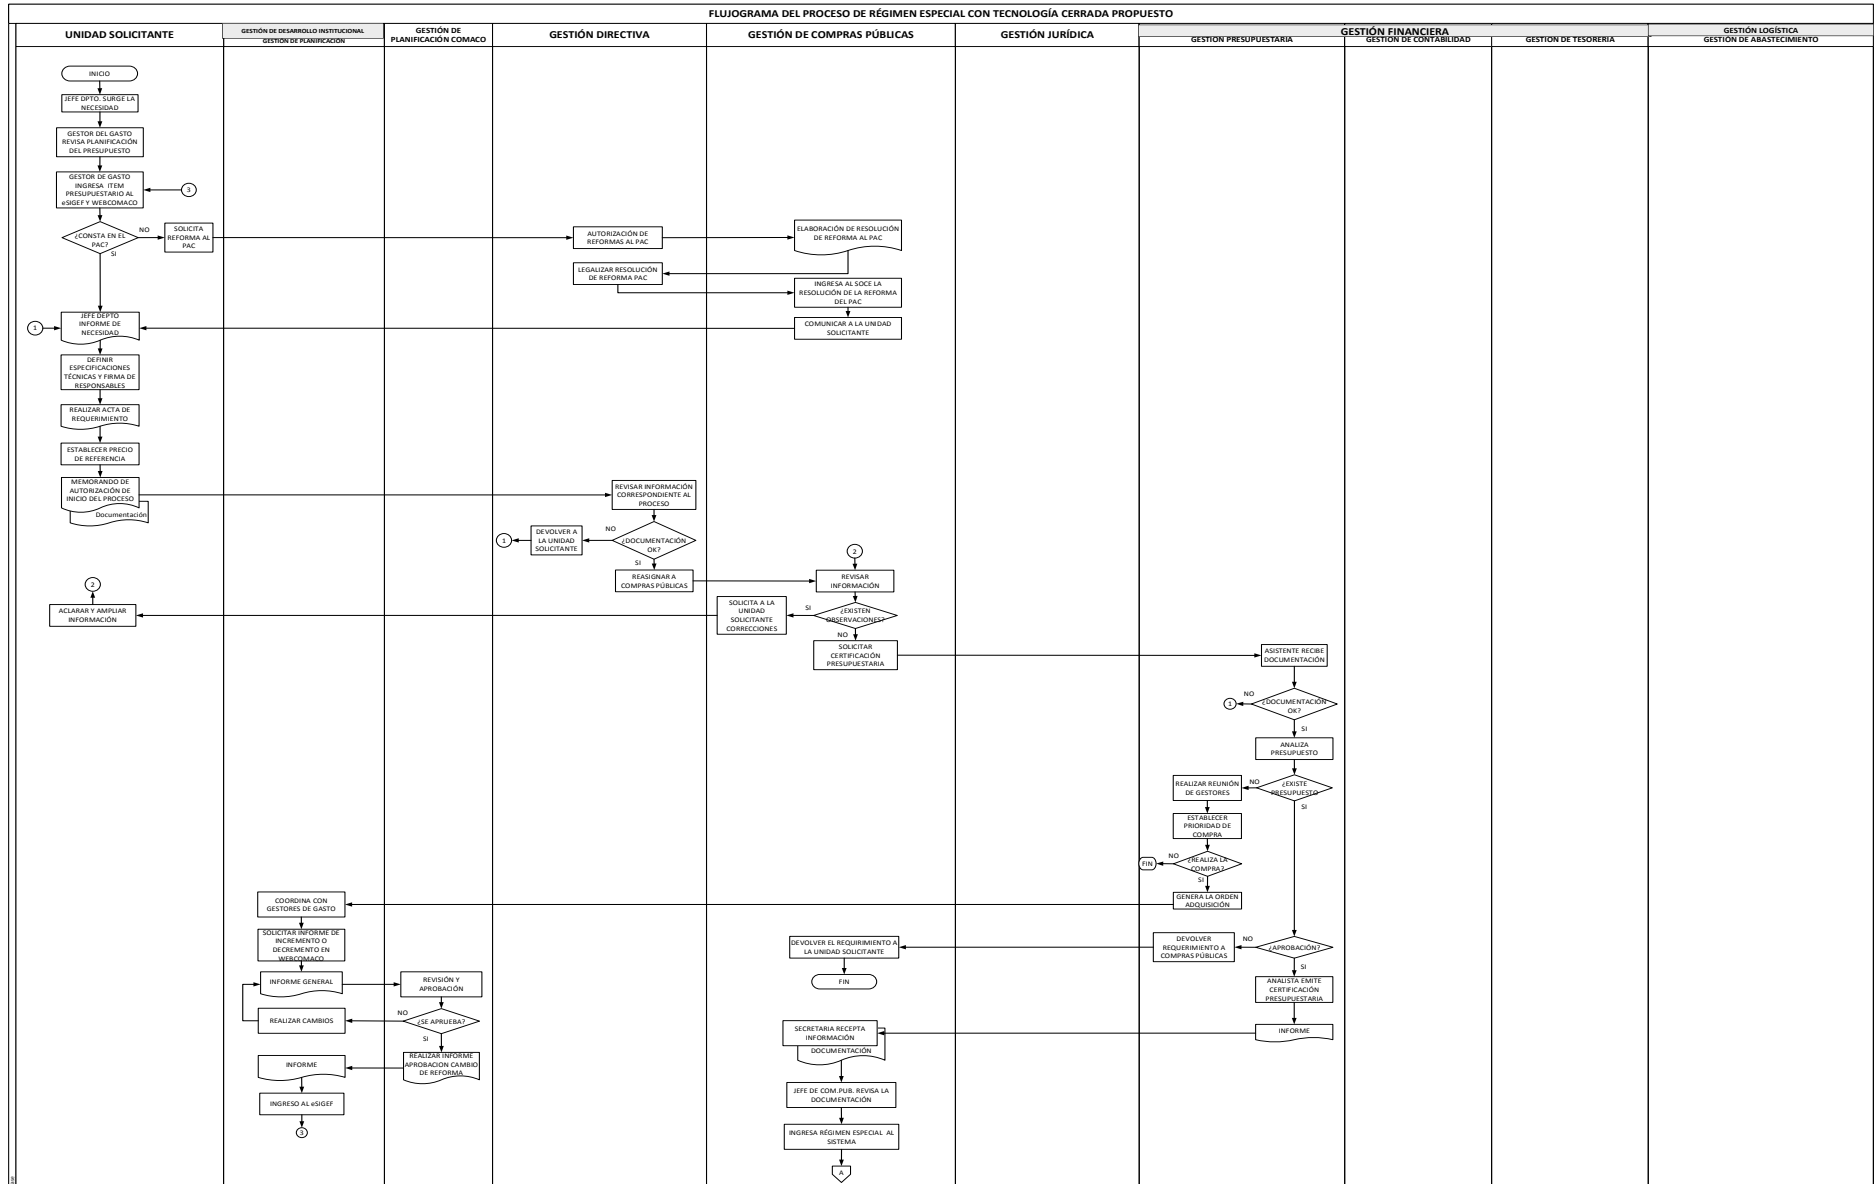 FLUJOGRAMA DEL PROCESO DE RÉGIMEN ESPECIAL CON TECNOLOGÍA CERRADA PROPUESTO
UNIDAD SOLICITANTE
GESTIÓN DE DESARROLLO INSTITUCIONAL
GESTIÓN DE PLANIFICACIÓN
GESTIÓN DE
PLANIFICACIÓN COMACO
GESTIÓN DIRECTIVA
GESTIÓN DE COMPRAS PÚBLICAS
GESTIÓN JURÍDICA
GESTIÓN FINANCIERA
GESTIÓN PRESUPUESTARIA
GESTIÓN DE CONTABILIDAD
GESTIÓN DE TESORERIA
GESTIÓN LOGÍSTICA
GESTIÓN DE ABASTECIMIENTO
INICIO
JEFE DPTO. SURGE LA
NECESIDAD
GESTOR DEL GASTO
REVISA PLANIFICACIÓN
DEL PRESUPUESTO
GESTOR DE GASTO
INGRESA ITEM
PRESUPUESTARIO AL
eSIGEF Y WEBCOMACO
3
¿CONSTA EN EL
PAC?
NO
SI
SOLICITA
REFORMA AL
PAC
AUTORIZACIÓN DE
REFORMAS AL PAC
ELABORACIÓN DE RESOLUCIÓN
DE REFORMA AL PAC
LEGALIZAR RESOLUCIÓN
DE REFORMA PAC
INGRESA AL SOCE LA
RESOLUCIÓN DE LA REFORMA
DEL PAC
1
JEFE DEPTO
INFORME DE
NECESIDAD
COMUNICAR A LA UNIDAD
SOLICITANTE
DEFINIR
ESPECIFICACIONES
TÉCNICAS Y FIRMA DE
RESPONSABLES
REALIZAR ACTA DE
REQUERIMIENTO
ESTABLECER PRECIO
DE REFERENCIA
MEMORANDO DE
AUTORIZACIÓN DE
INICIO DEL PROCESO
Documentación
REVISAR INFORMACIÓN
CORRESPONDIENTE AL
PROCESO
1
DEVOLVER A
LA UNIDAD
SOLICITANTE
NO
¿DOCUMENTACIÓN
OK?
SI
REASIGNAR A
COMPRAS PÚBLICAS
2
REVISAR
INFORMACIÓN
2
ACLARAR Y AMPLIAR
INFORMACIÓN
SOLICITA A LA
UNIDAD
SOLICITANTE
CORRECCIONES
SI
¿EXISTEN
OBSERVACIONES?
NO
SOLICITAR
CERTIFICACIÓN
PRESUPUESTARIA
ASISTENTE RECIBE
DOCUMENTACIÓN
1
NO
¿DOCUMENTACIÓN
OK?
SI
ANALIZA
PRESUPUESTO
REALIZAR REUNIÓN
DE GESTORES
NO
¿EXISTE
PRESUPUESTO
SI
ESTABLECER
PRIORIDAD DE
COMPRA
FIN
NO
¿REALIZA LA
COMPRA?
SI
GENERA LA ORDEN
ADQUISICIÓN
COORDINA CON
GESTORES DE GASTO
SOLICITAR INFORME DE
INCREMENTO O
DECREMENTO EN
WEBCOMACO
DEVOLVER EL REQUIRIMIENTO A
LA UNIDAD SOLICITANTE
DEVOLVER
REQUERIMIENTO A
COMPRAS PÚBLICAS
NO
¿APROBACIÓN?
SI
FIN
INFORME GENERAL
REVISIÓN Y
APROBACIÓN
ANALISTA EMITE
CERTIFICACIÓN
PRESUPUESTARIA
REALIZAR CAMBIOS
NO
¿SE APRUEBA?
SI
SECRETARIA RECEPTA
INFORMACIÓN
DOCUMENTACIÓN
INFORME
INFORME
REALIZAR INFORME
APROBACION CAMBIO
DE REFORMA
JEFE DE COM.PUB. REVISA LA
DOCUMENTACIÓN
INGRESO AL eSIGEF
3
INGRESA RÉGIMEN ESPECIAL AL
SISTEMA
A